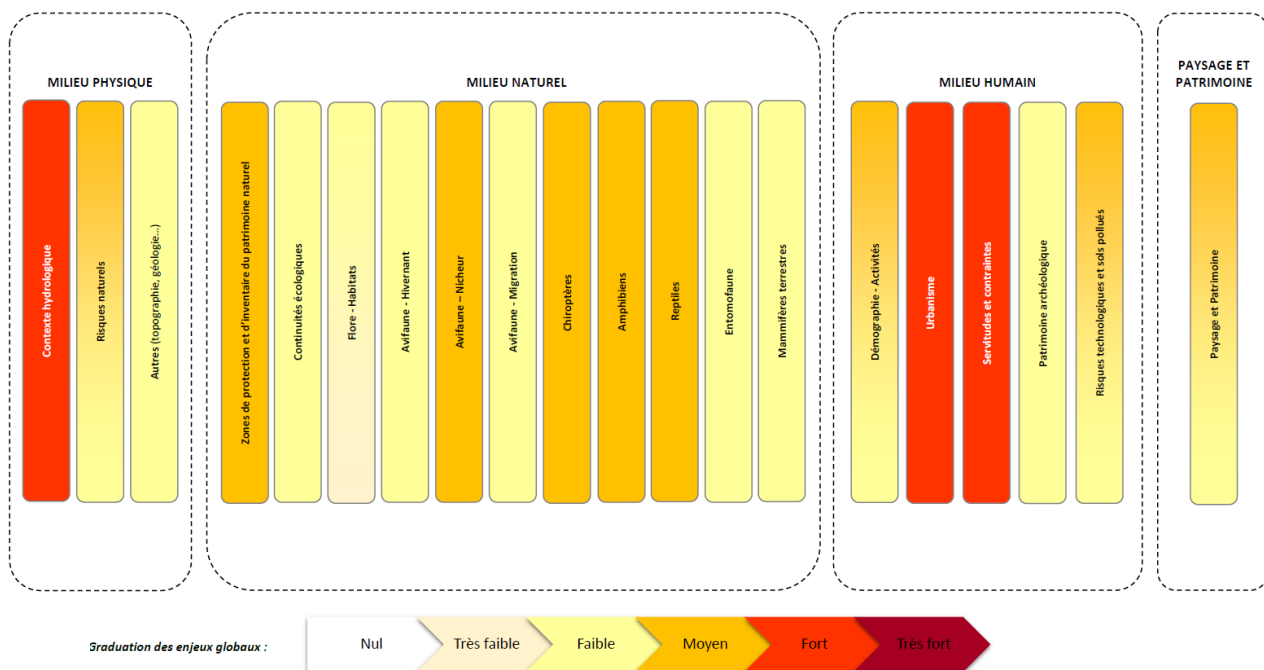 MILIEU PHYSIQUE
Contexte hydrologique
Risques naturels
Autres (topographie, géologie…)
MILIEU NATUREL
Zones de protection et d'inventaire du patrimoine naturel
Continuités écologiques
Flore - Habitats
Avifaune - Hivernant
Avifaune – Nicheur
Avifaune - Migration
Chiroptères
Amphibiens
Reptiles
Entomofaune
Mammifères terrestres
MILIEU HUMAIN
Démographie - Activités
Urbanisme
Servitudes et contraintes
Patrimoine archéologique
Risques technologiques et sols pollués
PAYSAGE ET
PATRIMOINE
Paysage et Patrimoine
Graduation des enjeux globaux :
Nul
Très faible
Faible
Moyen
Fort
Très fort